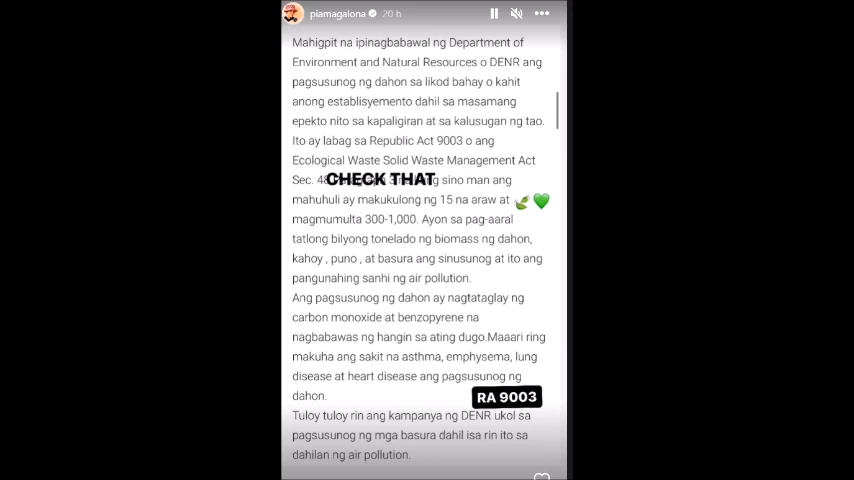 piamagalona 20 h
Mahigpit na ipinagbabawal ng Department of
Environment and Natural Resources o DENR ang
pagsusunog ng dahon sa likod bahay o kahit
anong establisyemento dahil sa masamang
epekto nito sa kapaligiran at sa kalusugan ng tao.
Ito ay labag sa Republic Act 9003 o ang
Ecological Waste Solid Waste Management Act
Sec. 48 sino man ang
CHECK THAT
mahuhuli ay makukulong ng 15 na araw at
magmumulta 300-1,000. Ayon sa pag-aaral
tatlong bilyong tonelado ng biomass ng dahon,
kahoy , puno , at basura ang sinusunog at ito ang
pangunahing sanhi ng air pollution.
Ang pagsusunog ng dahon ay nagtataglay ng
carbon monoxide at benzopyrene na
nagbabawas ng hangin sa ating dugo.Maaari ring
makuha ang sakit na asthma, emphysema, lung
disease at heart disease ang pagsusunog ng
dahon.
RA 9003
Tuloy tuloy rin ang kampanya ng DENR ukol sa
pagsusunog ng mga basura dahil isa rin ito sa
dahilan ng air pollution.